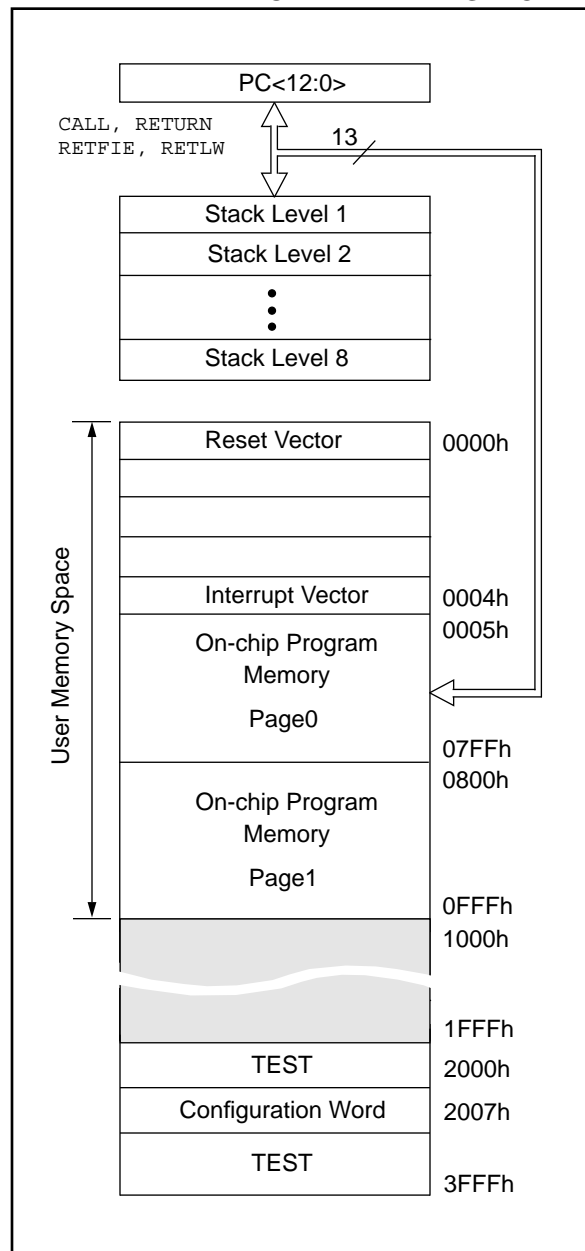 PC<12:0>
CALL, RETURN
RETFIE, RETLW
13
Stack Level 1
Stack Level 2
Stack Level 8
User Memory Space
Reset Vector
0000h
Interrupt Vector
0004h
0005h
On-chip Program
Memory
Page0
07FFh
0800h
On-chip Program
Memory
Page1
0FFFh
1000h
1FFFh
TEST
2000h
Configuration Word
2007h
TEST
3FFFh